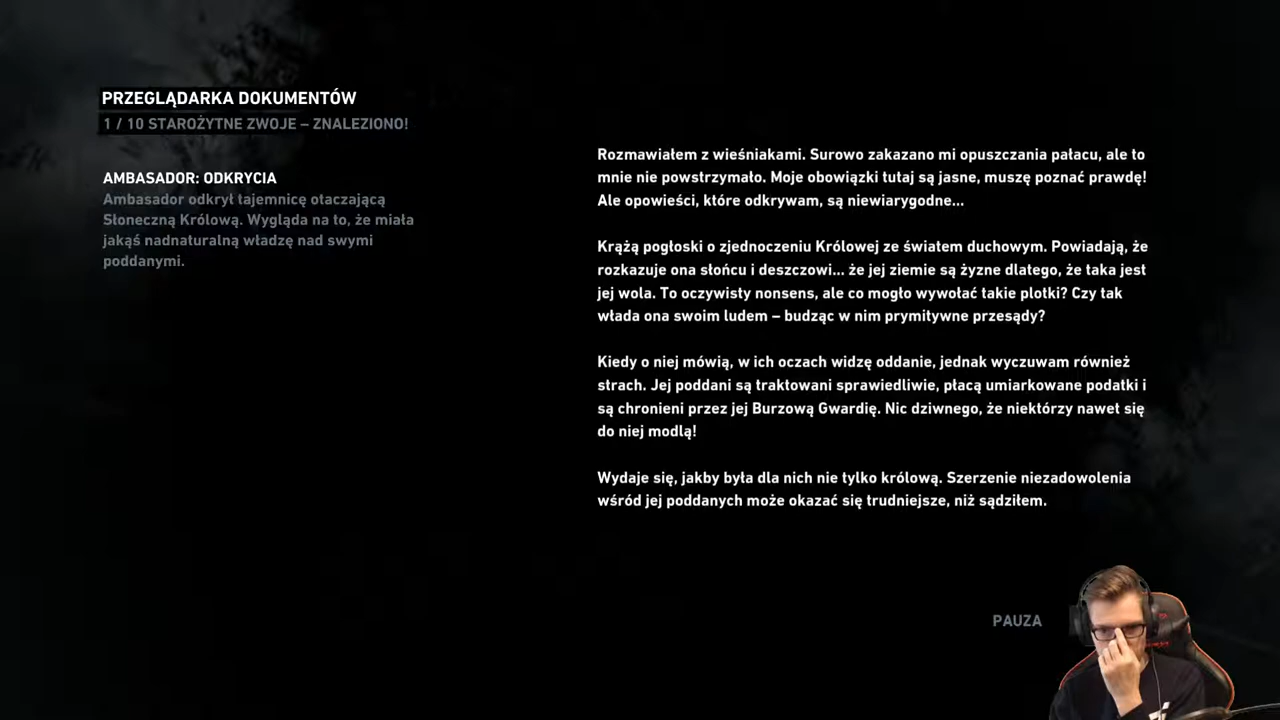 PRZEGLĄDARKA DOKUMENTÓW
1 / 10 STAROŻYTNE ZWOJE – ZNALEZIONO!
AMBASADOR: ODKRYCIA
Ambasador odkrył tajemnicę otaczającą
Słoneczną Królową. Wygląda na to, że miała
jakąś nadnaturalną władzę nad swymi
poddanymi.
Rozmawiałem z wieśniakami. Surowo zakazano mi opuszczania pałacu, ale to
mnie nie powstrzymało. Moje obowiązki tutaj są jasne, muszę poznać prawdę!
Ale opowieści, które odkrywam, są niewiarygodne...
Krążą pogłoski o zjednoczeniu Królowej ze światem duchowym. Powiadają, że
rozkazuje ona słońcu i deszczowi... że jej ziemie są żyzne dlatego, że taka jest
jej wola. To oczywisty nonsens, ale co mogło wywołać takie plotki? Czy tak
włada ona swoim ludem – budząc w nim prymitywne przesądy?
Kiedy o niej mówią, w ich oczach widzę oddanie, jednak wyczuwam również
strach. Jej poddani są traktowani sprawiedliwie, płacą umiarkowane podatki i
są chronieni przez jej Burzową Gwardię. Nic dziwnego, że niektórzy nawet się
do niej modlą!
Wydaje się, jakby była dla nich nie tylko królową. Szerzenie niezadowolenia
wśród jej poddanych może okazać się trudniejsze, niż sądziłem.
PAUZA